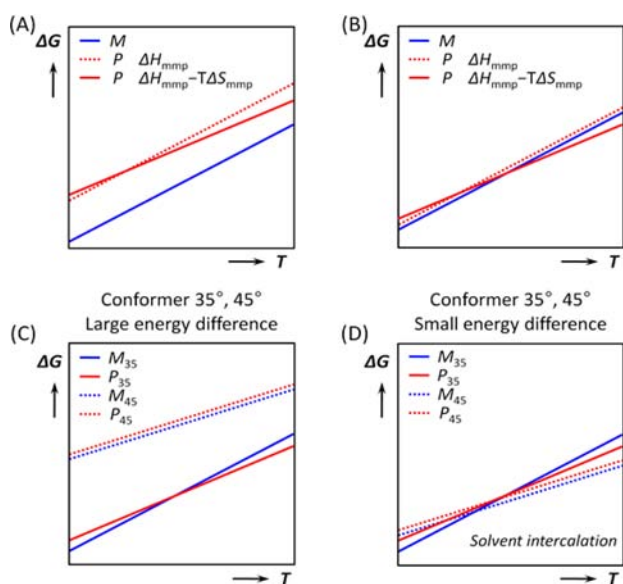 (A)
ΔG
M
P ΔHmmp
P ΔHmmp−TΔSmmp
T
(B)
M
P ΔHmmp
P ΔHmmp−TΔSmmp
T
Conformer 35°, 45°
Large energy difference
(C)
ΔG
M35
P35
M45
P45
T
Conformer 35°, 45°
Small energy difference
(D)
ΔG
M35
P35
M45
P45
Solvent intercalation
T